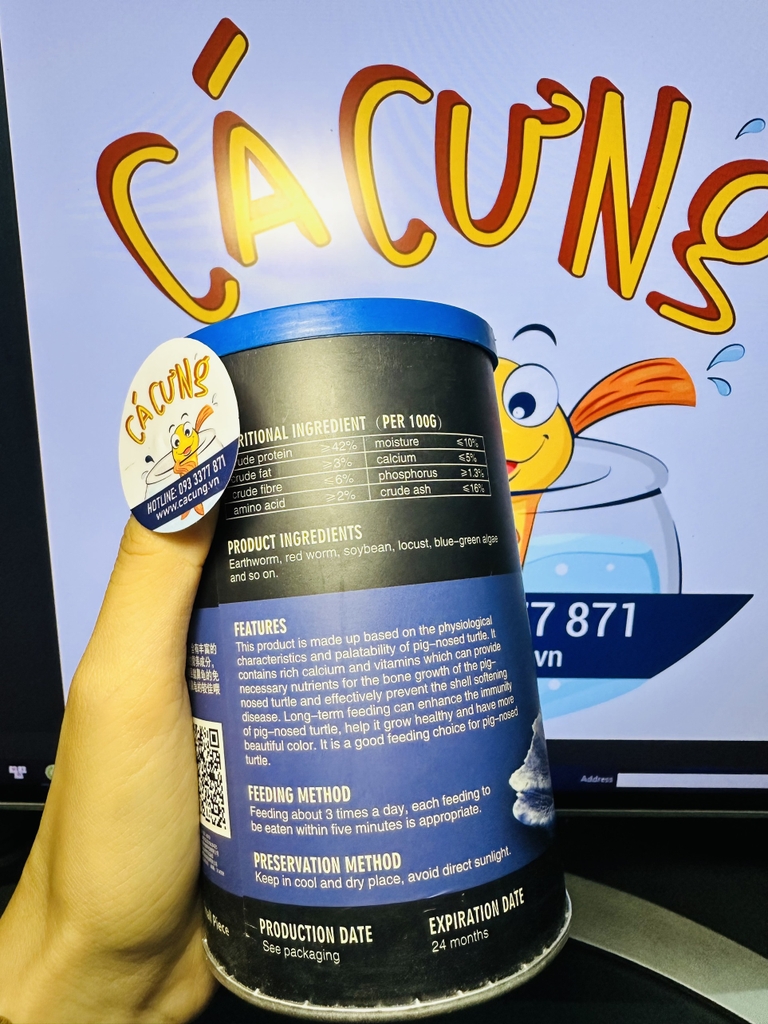 CÁ CƯNg
CÁ CƯNg
HOTLINE: 093 3377 871
www.cacung.vn
7 871
vn
Address
RITIONAL INGREDIENT (PER 100G)
ude protein ≥42% moisture ≤10%
crude fat ≥3% calcium ≤5%
crude fibre ≤6% phosphorus ≥1.3%
amino acid ≥2% crude ash ≤16%
PRODUCT INGREDIENTS
Earthworm, red worm, soybean, locust, blue-green algae
and so on.
FEATURES
This product is made up based on the physiological
characteristics and palatability of pig-nosed turtle. It
contains rich calcium and vitamins which can provide
necessary nutrients for the bone growth of the pig-
nosed turtle and effectively prevent the shell softening
disease. Long-term feeding can enhance the immunity
of pig-nosed turtle, help it grow healthy and have more
beautiful color. It is a good feeding choice for pig-nosed
turtle.
FEEDING METHOD
Feeding about 3 times a day, each feeding to
be eaten within five minutes is appropriate.
PRESERVATION METHOD
Keep in cool and dry place, avoid direct sunlight.
Piece
PRODUCTION DATE
See packaging
EXPIRATION DATE
24 months